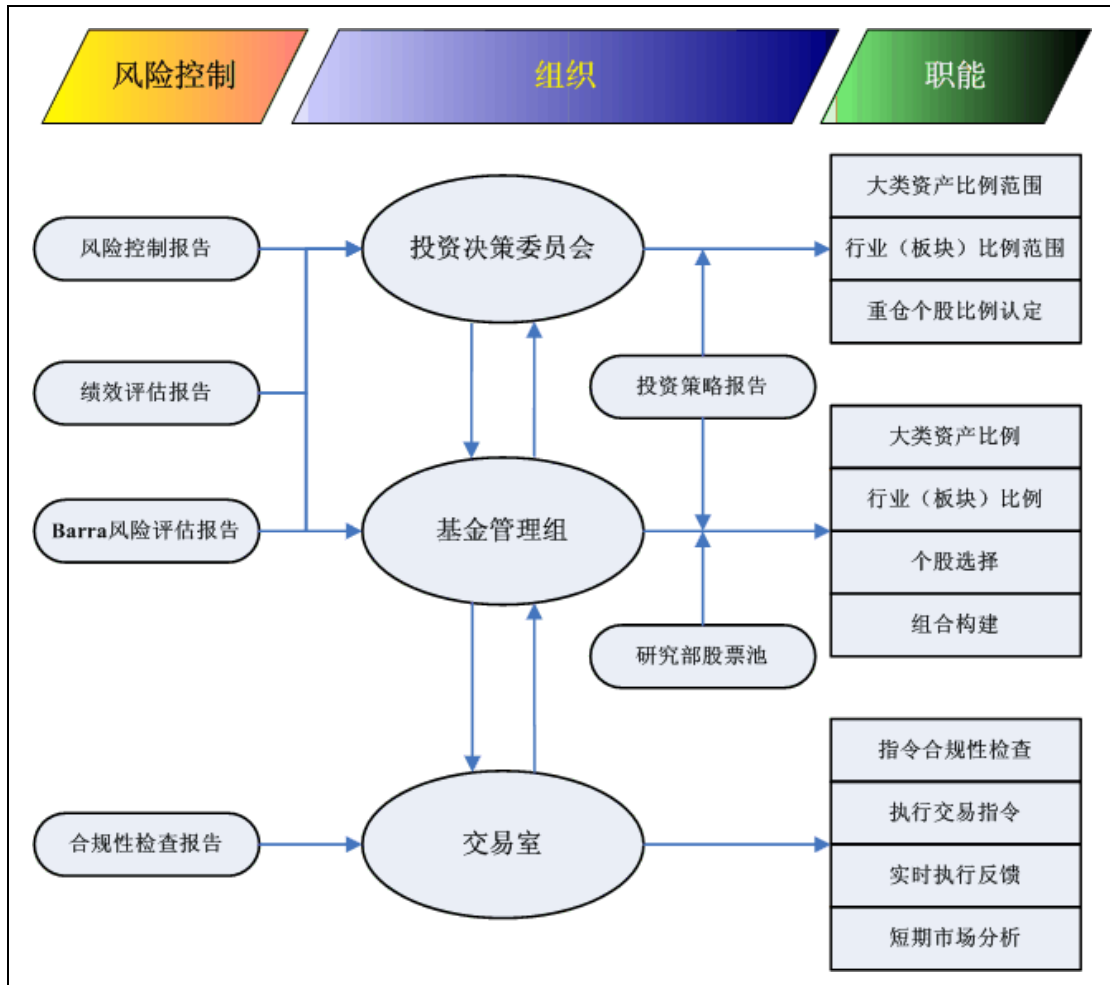 风险控制
组织
职能
风险控制报告
绩效评估报告
Barra风险评估报告
合规性检查报告
投资决策委员会
基金管理组
交易室
投资策略报告
研究部股票池
大类资产比例范围
行业（板块）比例范围
重仓个股比例认定
大类资产比例
行业（板块）比例
个股选择
组合构建
指令合规性检查
执行交易指令
实时执行反馈
短期市场分析